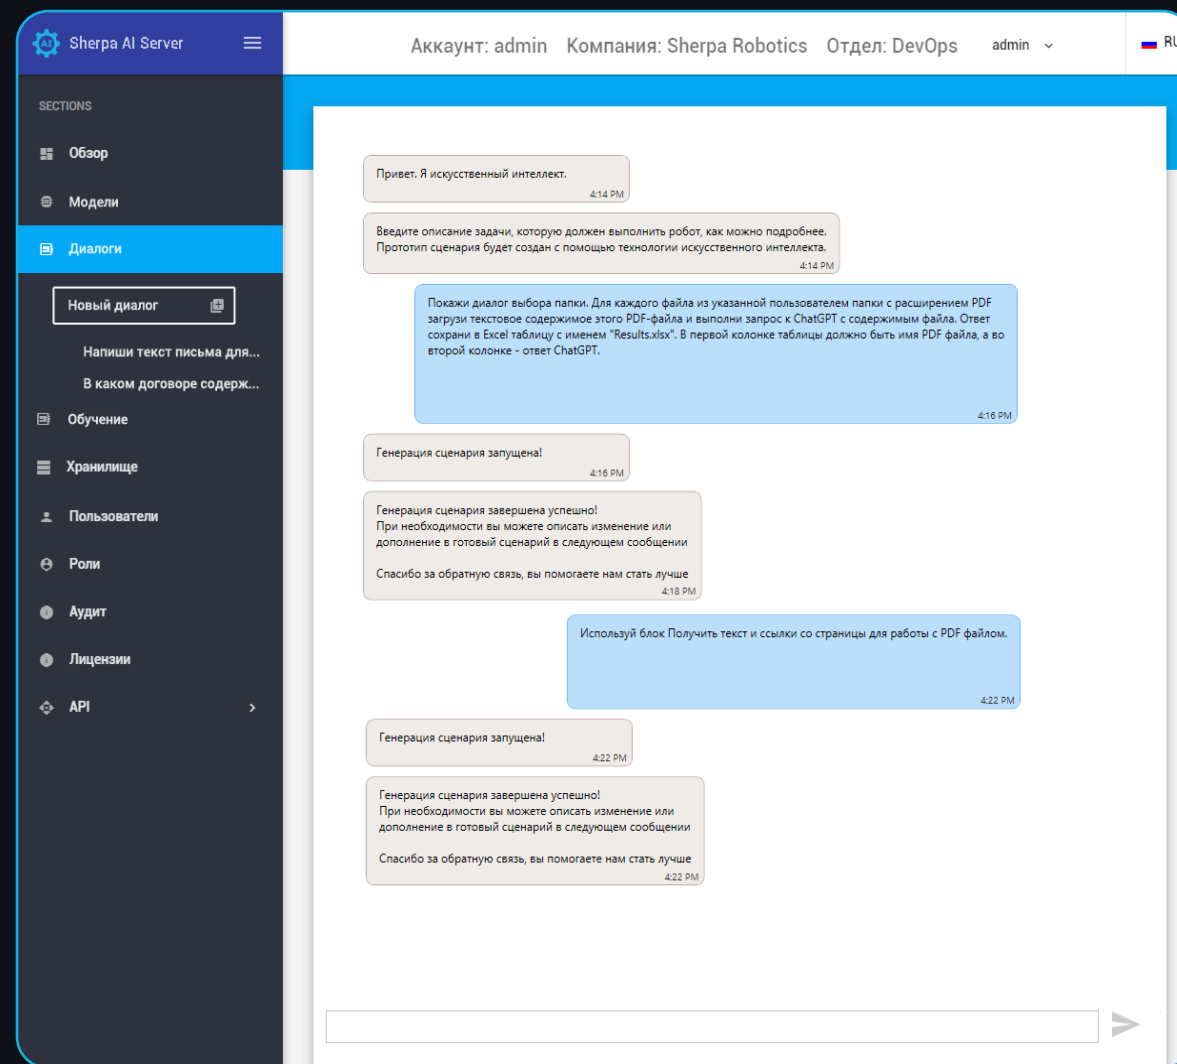 Sherpa AI Server
Аккаунт: admin Компания: Sherpa Robotics Отдел: DevOps
admin
RU
SECTIONS
Обзор
Модели
Диалоги
Новый диалог
Напиши текст письма для...
В каком договоре содерж...
Обучение
Хранилище
Пользователи
Роли
Аудит
Лицензии
API
Привет. Я искусственный интеллект.
4:14 PM
Введите описание задачи, которую должен выполнить робот, как можно подробнее.
Прототип сценария будет создан с помощью технологии искусственного интеллекта.
4:14 PM
Покажи диалог выбора папки. Для каждого файла из указанной пользователем папки с расширением PDF
загрузи текстовое содержимое этого PDF-файла и выполни запрос к ChatGPT с содержимым файла. Ответ
сохрани в Excel таблицу с именем "Results.xlsx". В первой колонке таблицы должно быть имя PDF файла, а во
второй колонке - ответ ChatGPT.
4:16 PM
Генерация сценария запущена!
4:16 PM
Генерация сценария завершена успешно!
При необходимости вы можете описать изменение или
дополнение в готовый сценарий в следующем сообщении
Спасибо за обратную связь, вы помогаете нам стать лучше
4:18 PM
Используй блок Получить текст и ссылки со страницы для работы с PDF файлом.
4:22 PM
Генерация сценария запущена!
4:22 PM
Генерация сценария завершена успешно!
При необходимости вы можете описать изменение или
дополнение в готовый сценарий в следующем сообщении
Спасибо за обратную связь, вы помогаете нам стать лучше
4:22 PM